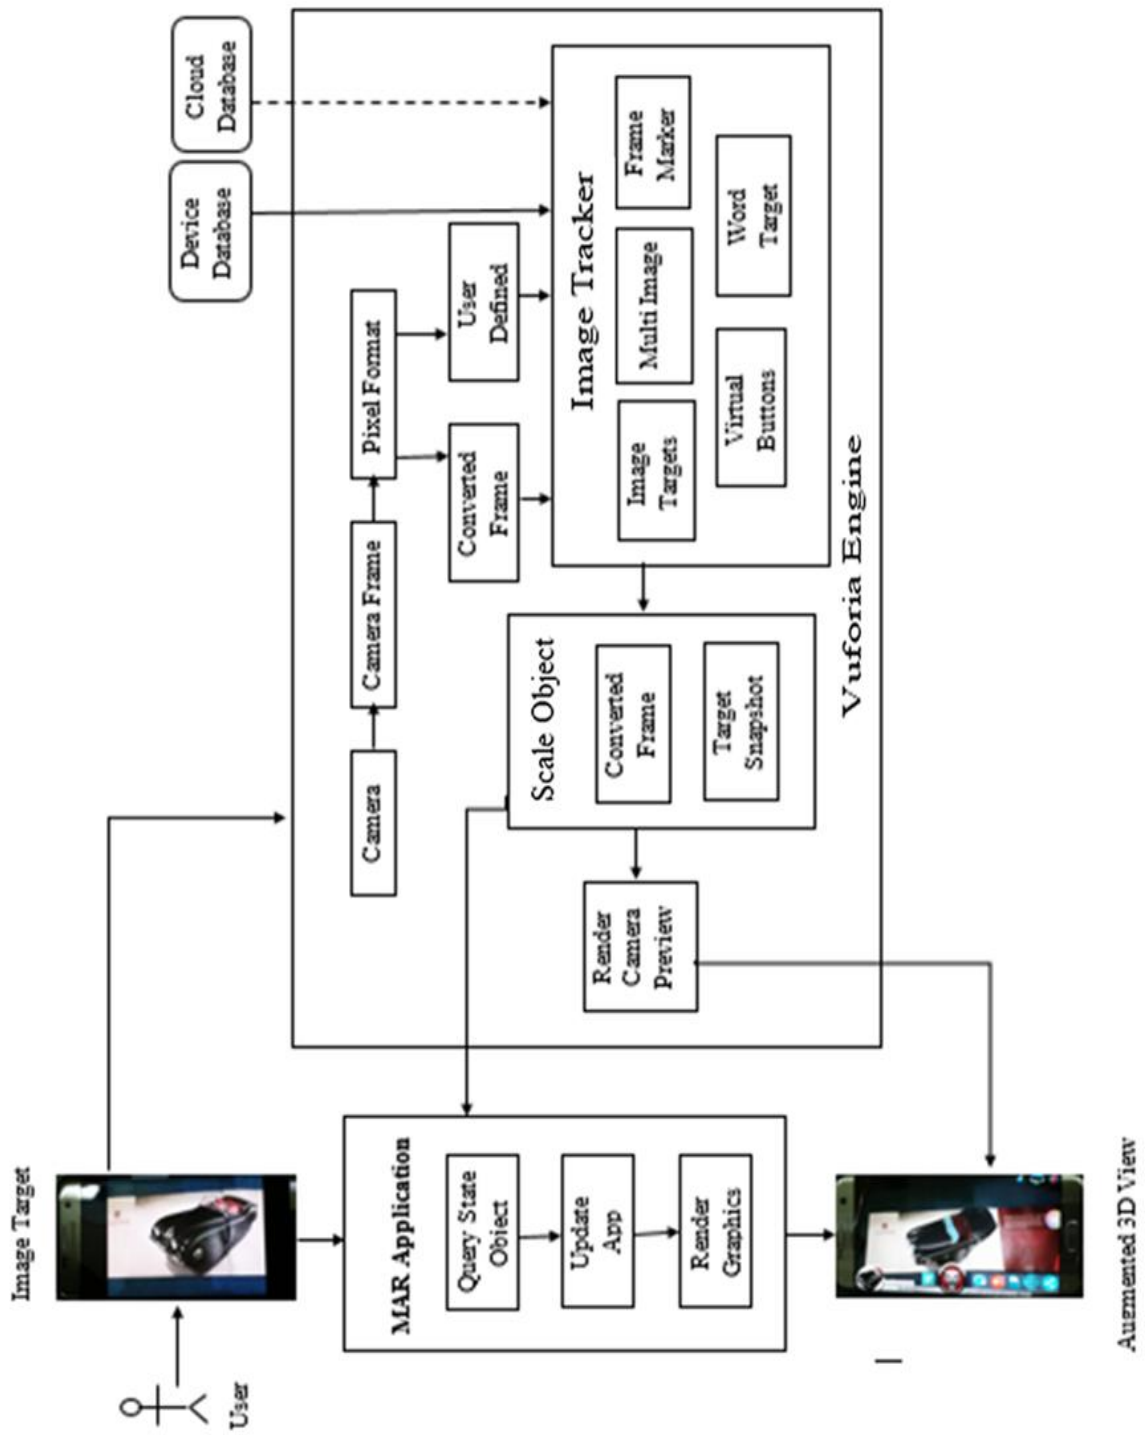 User
Image Target
MAR Application
Query State
Object
Update
App
Render
Graphics
Augmented 3D View
Camera
Camera Frame
Pixel Format
Converted
Frame
User
Defined
Device
Database
Cloud
Database
Image Tracker
Image
Targets
Multi Image
Frame
Marker
Virtual
Buttons
Word
Target
Scale Object
Converted
Frame
Target
Snapshot
Render
Camera
Preview
Vuforia Engine